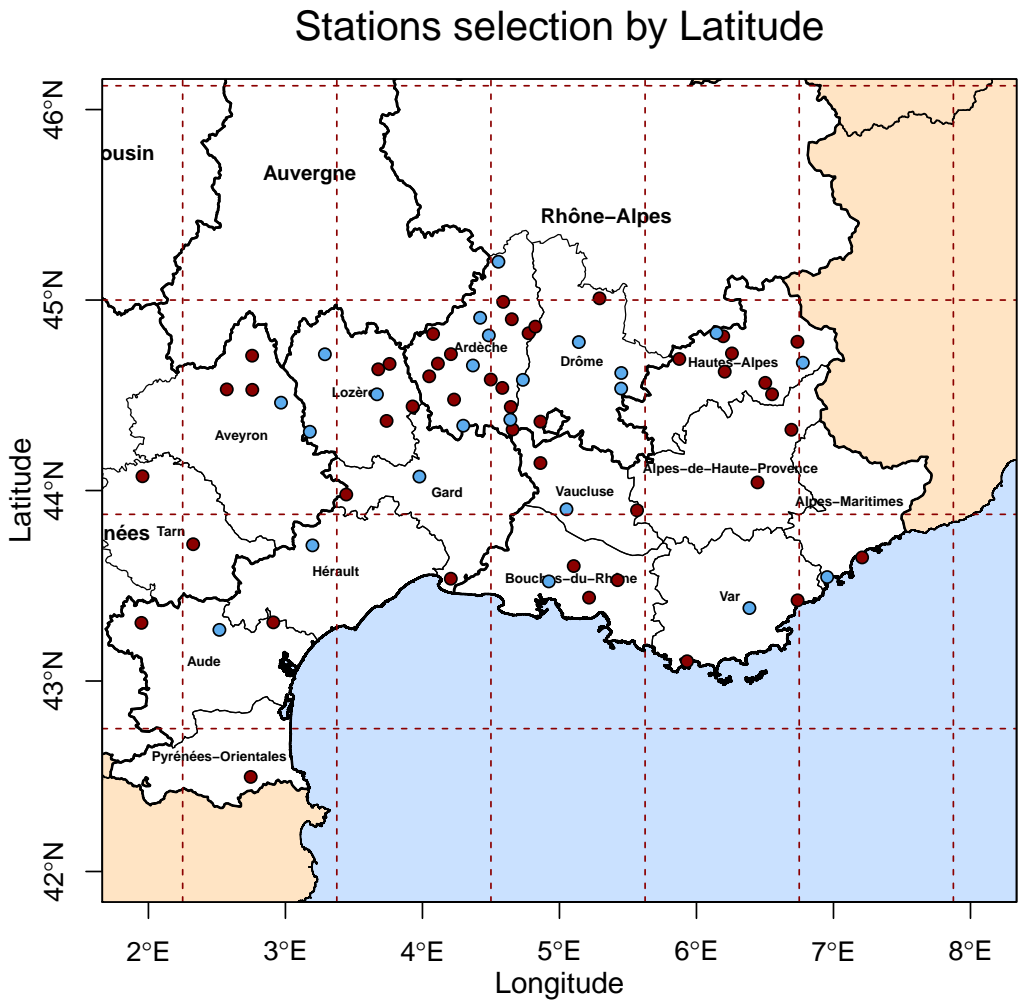 Stations selection by Latitude
46°N
ousin
Auvergne
Rhône−Alpes
45°N
Ardèche
Drôme
Hautes−Alpes
Lozère
Aveyron
Alpes−de−Haute−Provence
44°N
Gard
Vaucluse
Alpes−Maritimes
nées
Tarn
Hérault
Bouches−du−Rhône
Var
43°N
Aude
Pyrénées−Orientales
42°N
Latitude
2°E 3°E 4°E 5°E 6°E 7°E 8°E
Longitude